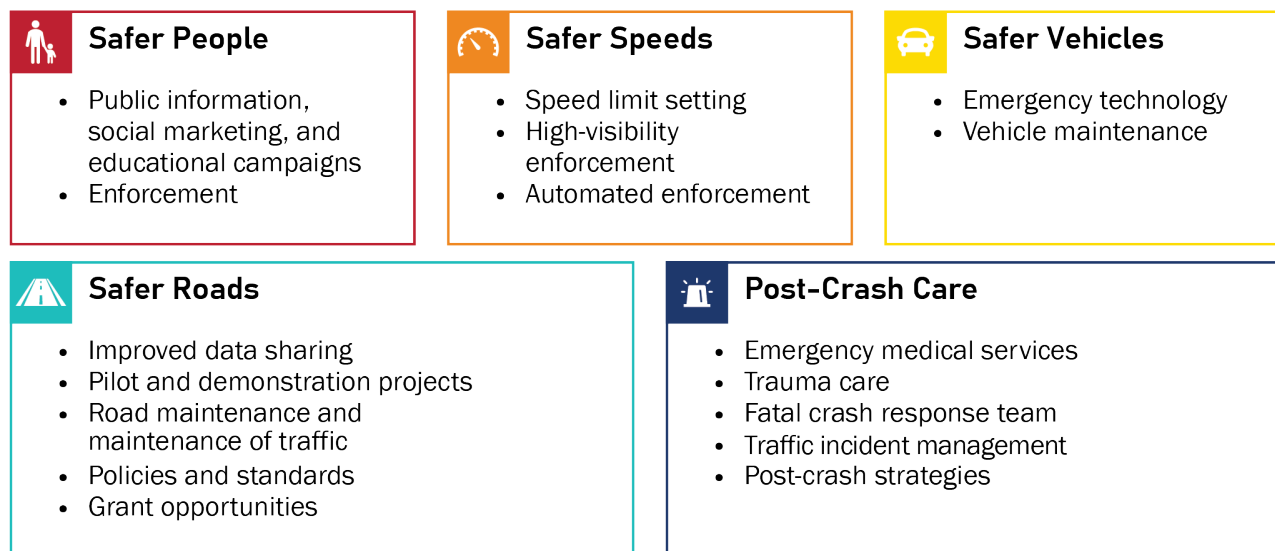 Safer People
• Public information,
social marketing, and
educational campaigns
• Enforcement
Safer Speeds
• Speed limit setting
• High-visibility
enforcement
• Automated enforcement
Safer Vehicles
• Emergency technology
• Vehicle maintenance
Safer Roads
• Improved data sharing
• Pilot and demonstration projects
• Road maintenance and
maintenance of traffic
• Policies and standards
• Grant opportunities
Post-Crash Care
• Emergency medical services
• Trauma care
• Fatal crash response team
• Traffic incident management
• Post-crash strategies